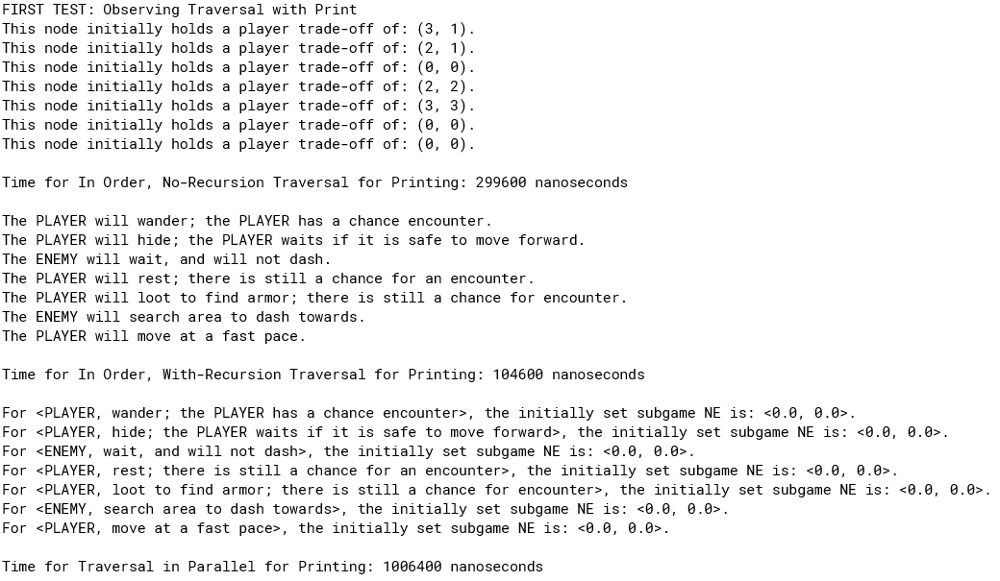 FIRST TEST: Observing Traversal with Print
This node initially holds a player trade-off of: (3, 1).
This node initially holds a player trade-off of: (2, 1).
This node initially holds a player trade-off of: (0, 0).
This node initially holds a player trade-off of: (2, 2).
This node initially holds a player trade-off of: (3, 3).
This node initially holds a player trade-off of: (0, 0).
This node initially holds a player trade-off of: (0, 0).
Time for In Order, No-Recursion Traversal for Printing: 299600 nanoseconds
The PLAYER will wander; the PLAYER has a chance encounter.
The PLAYER will hide; the PLAYER waits if it is safe to move forward.
The ENEMY will wait, and will not dash.
The PLAYER will rest; there is still a chance for an encounter.
The PLAYER will loot to find armor; there is still a chance for encounter.
The ENEMY will search area to dash towards.
The PLAYER will move at a fast pace.
Time for In Order, With-Recursion Traversal for Printing: 104600 nanoseconds
For <PLAYER, wander; the PLAYER has a chance encounter>, the initially set subgame NE is: <0.0, 0.0>.
For <PLAYER, hide; the PLAYER waits if it is safe to move forward>, the initially set subgame NE is: <0.0, 0.0>.
For <ENEMY, wait, and will not dash>, the initially set subgame NE is: <0.0, 0.0>.
For <PLAYER, rest; there is still a chance for an encounter>, the initially set subgame NE is: <0.0, 0.0>.
For <PLAYER, loot to find armor; there is still a chance for encounter>, the initially set subgame NE is: <0.0, 0.0>.
For <ENEMY, search area to dash towards>, the initially set subgame NE is: <0.0, 0.0>.
For <PLAYER, move at a fast pace>, the initially set subgame NE is: <0.0, 0.0>.
Time for Traversal in Parallel for Printing: 1006400 nanoseconds